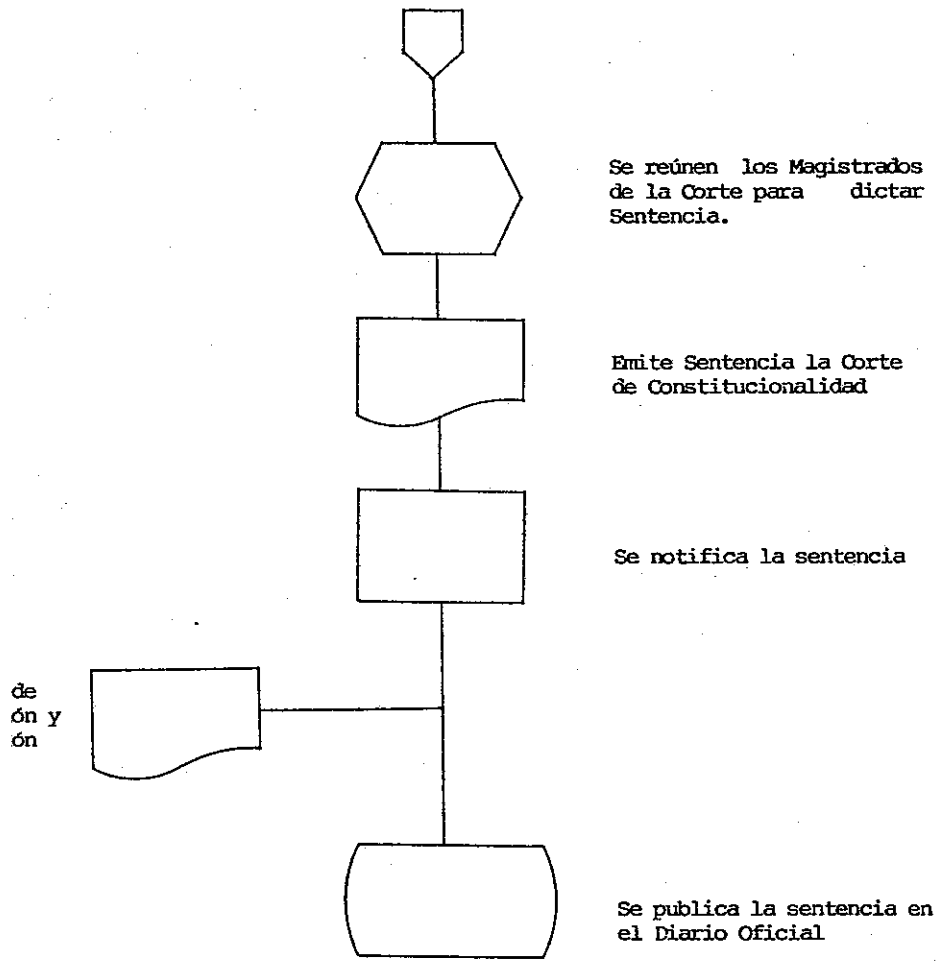 Se reúnen los Magistrados
de la Corte para dictar
Sentencia.
Emite Sentencia la Corte
de Constitucionalidad
Se notifica la sentencia
de
ón y
ón
Se publica la sentencia en
el Diario Oficial